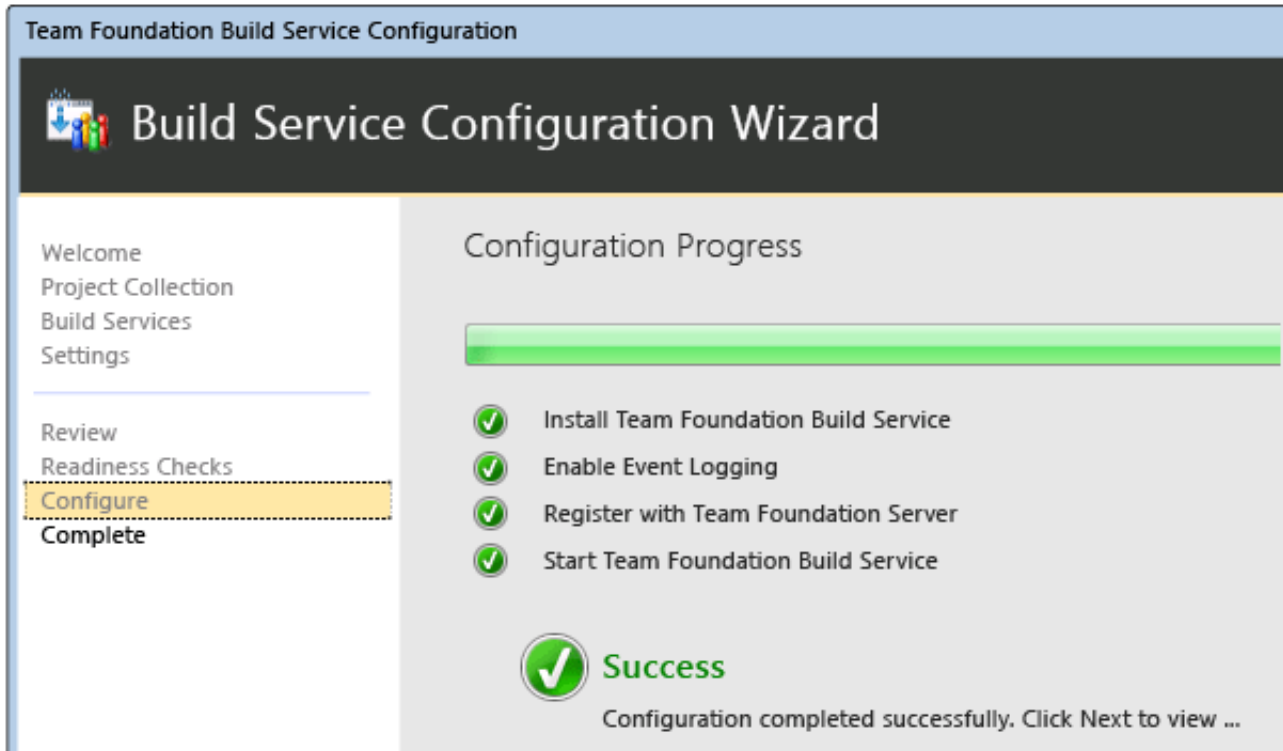 Team Foundation Build Service Configuration
Build Service Configuration Wizard
Welcome
Project Collection
Build Services
Settings
Review
Readiness Checks
Configure
Complete
Configuration Progress
Install Team Foundation Build Service
Enable Event Logging
Register with Team Foundation Server
Start Team Foundation Build Service
Success
Configuration completed successfully. Click Next to view ...